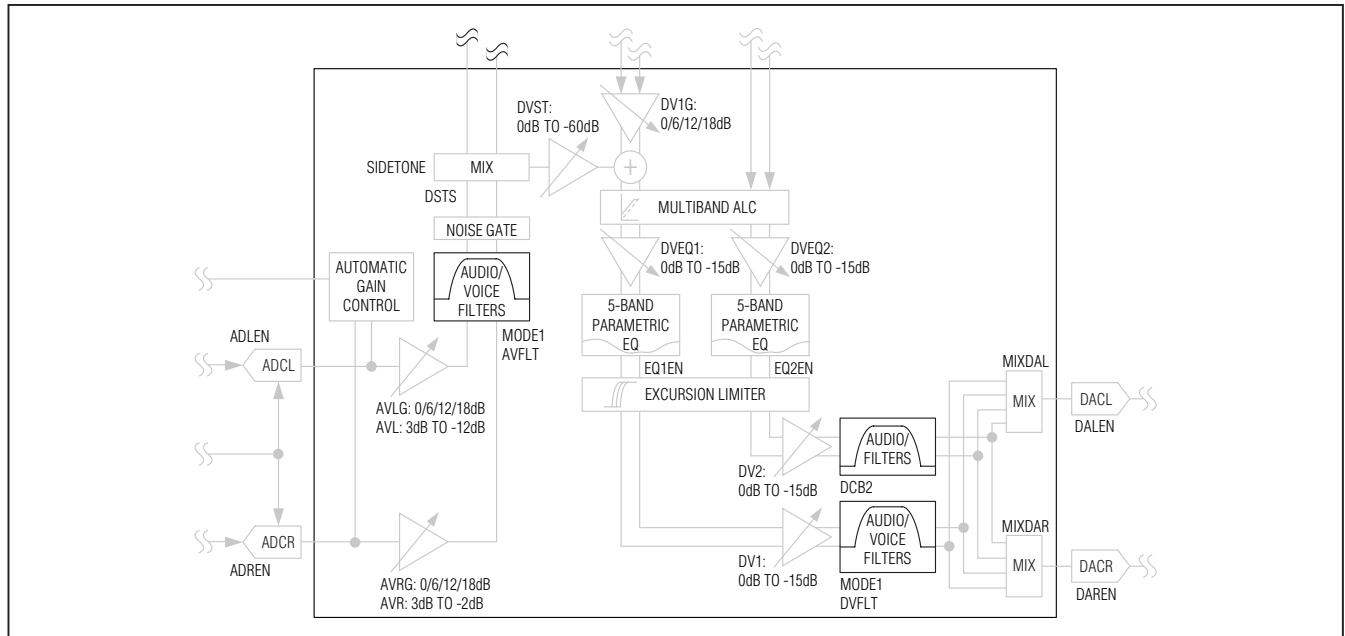 DVST:
0dB TO -60dB
DV1G:
0/6/12/18dB
SIDETONE
MIX
+
DSTS
MULTIBAND ALC
NOISE GATE
DVEQ1:
0dB TO -15dB
DVEQ2:
0dB TO -15dB
AUTOMATIC
GAIN
CONTROL
AUDIO/
VOICE
FILTERS
MODE1
AVFLT
5-BAND
PARAMETRIC
EQ
5-BAND
PARAMETRIC
EQ
ADLEN
ADCL
EQ1EN
EQ2EN
MIXDAL
EXCURSION LIMITER
MIX
DACL
DALEN
AVLG: 0/6/12/18dB
AVL: 3dB TO -12dB
DV2:
0dB TO -15dB
AUDIO/
FILTERS
DCB2
ADCR
ADREN
AVRG: 0/6/12/18dB
AVR: 3dB TO -2dB
DV1:
0dB TO -15dB
AUDIO/
VOICE
FILTERS
MODE1
DVFLT
MIXDAR
MIX
DACR
DAREN